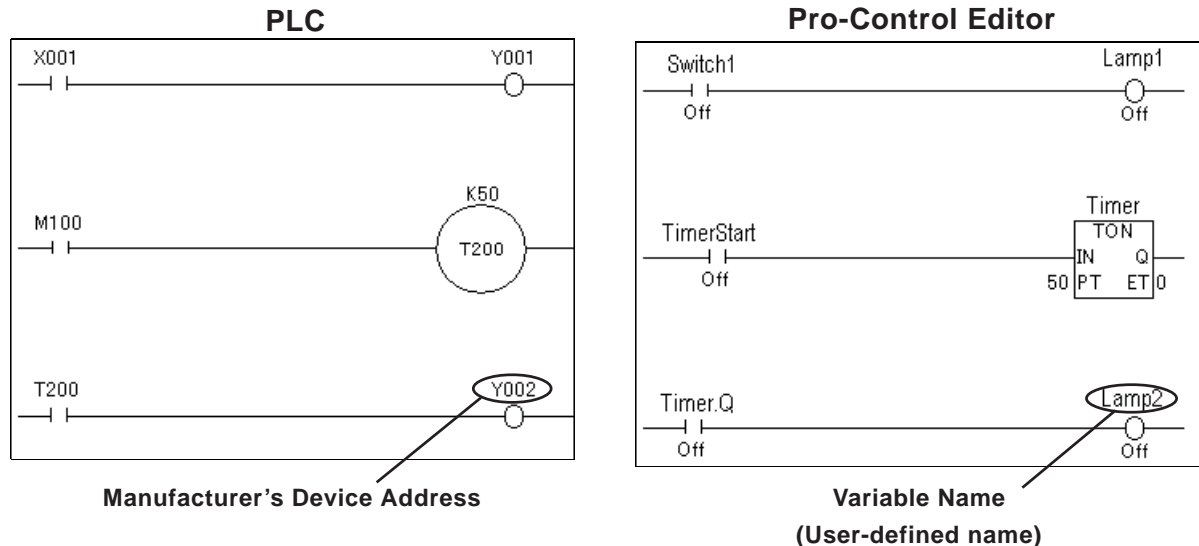 PLC
X001 Y001
K50
M100
T200
T200 Y002
Manufacturer's Device Address
Pro-Control Editor
Switch1 Lamp1
Off Off
Timer
TimerStart TON
IN Q
Off 50 PT ET 0
Timer.Q Lamp2
Off Off
Variable Name
(User-defined name)